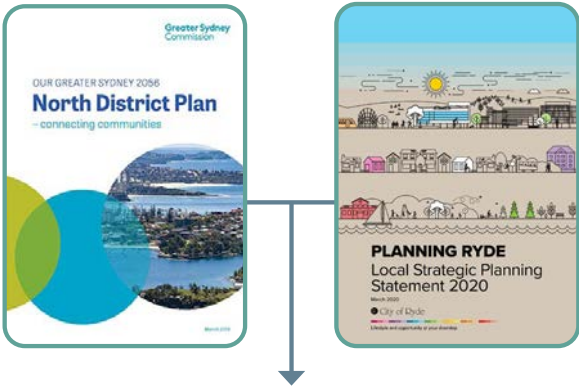 Greater Sydney
Commission
OUR GREATER SYDNEY 2056
North District Plan
– connecting communities
March 2018
PLANNING RYDE
Local Strategic Planning
Statement 2020
March 2020
City of Ryde
Lifestyle and opportunity at your doorstep